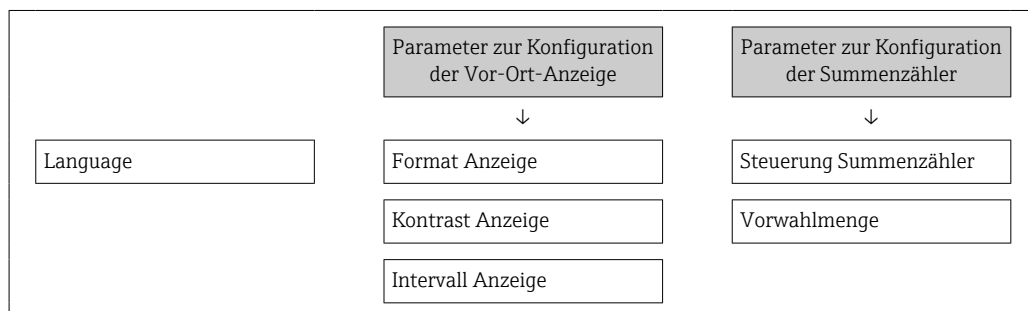 Parameter zur Konfiguration
der Vor-Ort-Anzeige
Parameter zur Konfiguration
der Summenzähler
↓
↓
Language
Format Anzeige
Steuerung Summenzähler
Kontrast Anzeige
Vorwahlmenge
Intervall Anzeige